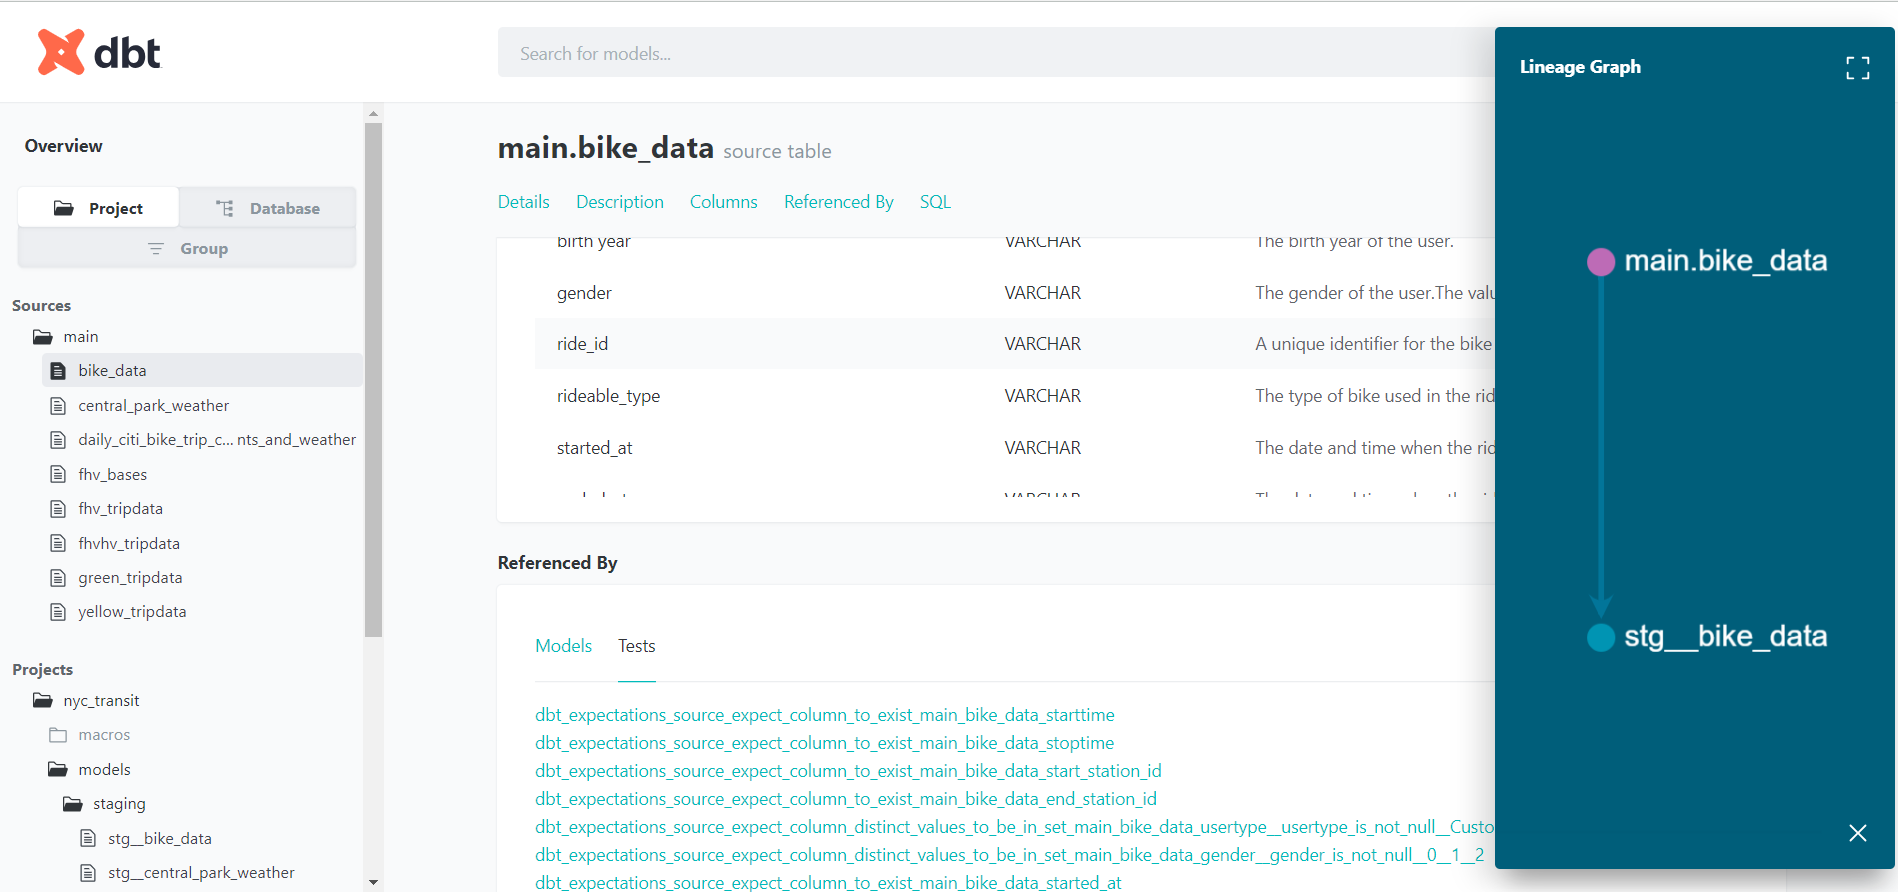 dbt
Search for models...
Overview
Project
Database
Group
Sources
main
bike_data
central_park_weather
daily_citi_bike_trip_c... nts_and_weather
fhv_bases
fhv_tripdata
fhvhv_tripdata
green_tripdata
yellow_tripdata
Projects
nyc_transit
macros
models
staging
stg__bike_data
stg__central_park_weather
main.bike_data source table
Details Description Columns Referenced By SQL
birth year VARCHAR The birth year of the user.
gender VARCHAR The gender of the user.The valu
ride_id VARCHAR A unique identifier for the bike
rideable_type VARCHAR The type of bike used in the rid
started_at VARCHAR The date and time when the rid
VARCHAR
Referenced By
Models Tests
dbt_expectations_source_expect_column_to_exist_main_bike_data_starttime
dbt_expectations_source_expect_column_to_exist_main_bike_data_stoptime
dbt_expectations_source_expect_column_to_exist_main_bike_data_start_station_id
dbt_expectations_source_expect_column_to_exist_main_bike_data_end_station_id
dbt_expectations_source_expect_column_distinct_values_to_be_in_set_main_bike_data_usertype__usertype_is_not_null__Custo
dbt_expectations_source_expect_column_distinct_values_to_be_in_set_main_bike_data_gender__gender_is_not_null__0__1__2
dbt_expectations_source_expect_column_to_exist_main_bike_data_started_at
Lineage Graph
main.bike_data
stg__bike_data